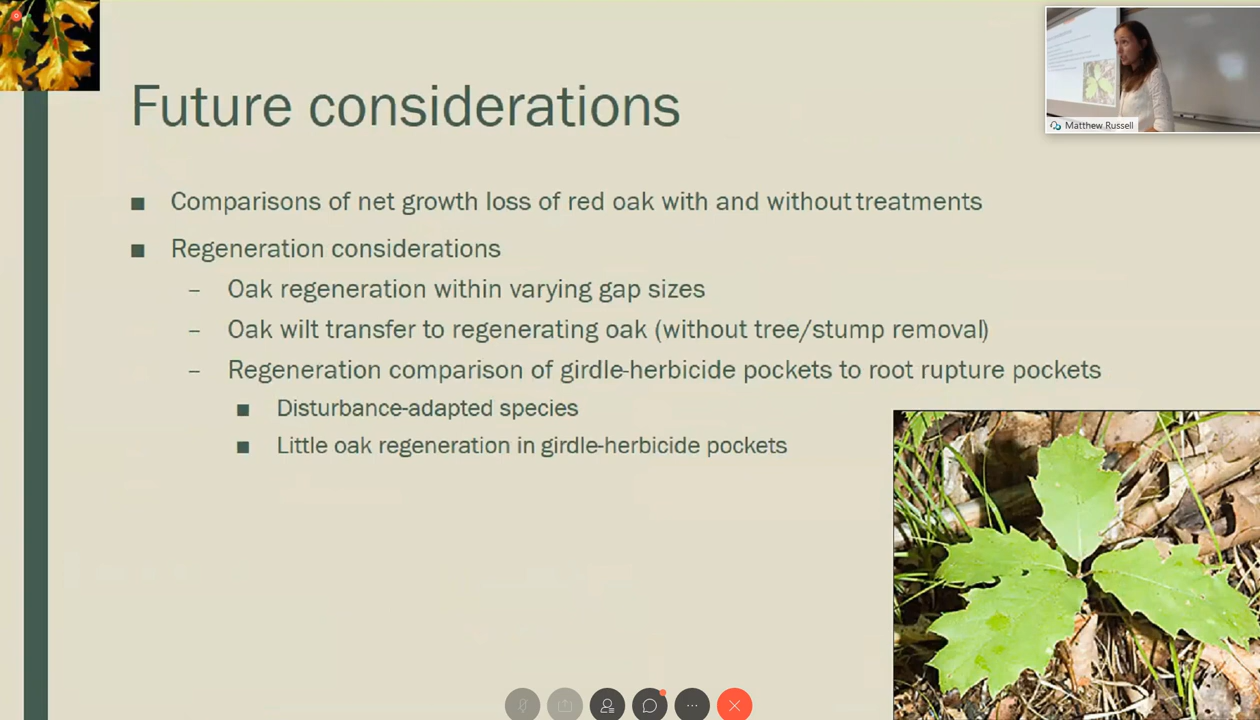 Future considerations
Matthew Russell
■ Comparisons of net growth loss of red oak with and without treatments
■ Regeneration considerations
– Oak regeneration within varying gap sizes
– Oak wilt transfer to regenerating oak (without tree/stump removal)
– Regeneration comparison of girdle-herbicide pockets to root rupture pockets
■ Disturbance-adapted species
■ Little oak regeneration in girdle-herbicide pockets